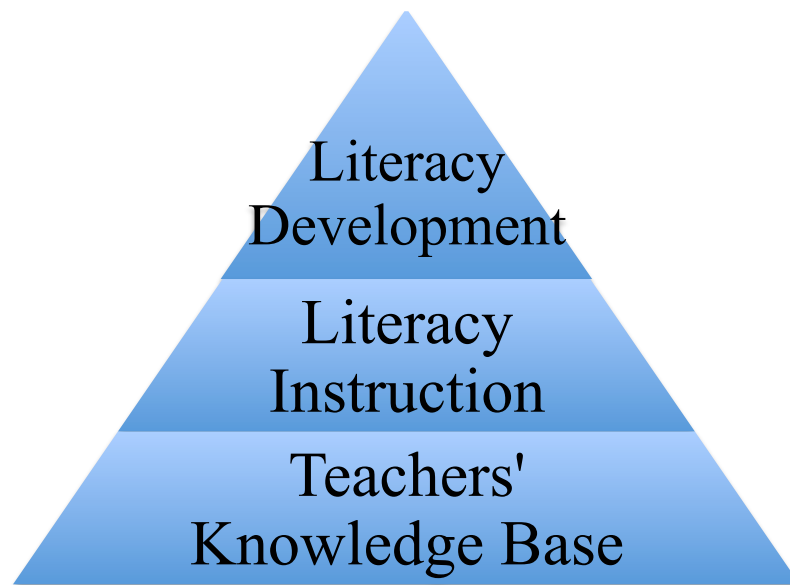 Literacy
Development
Literacy
Instruction
Teachers'
Knowledge Base